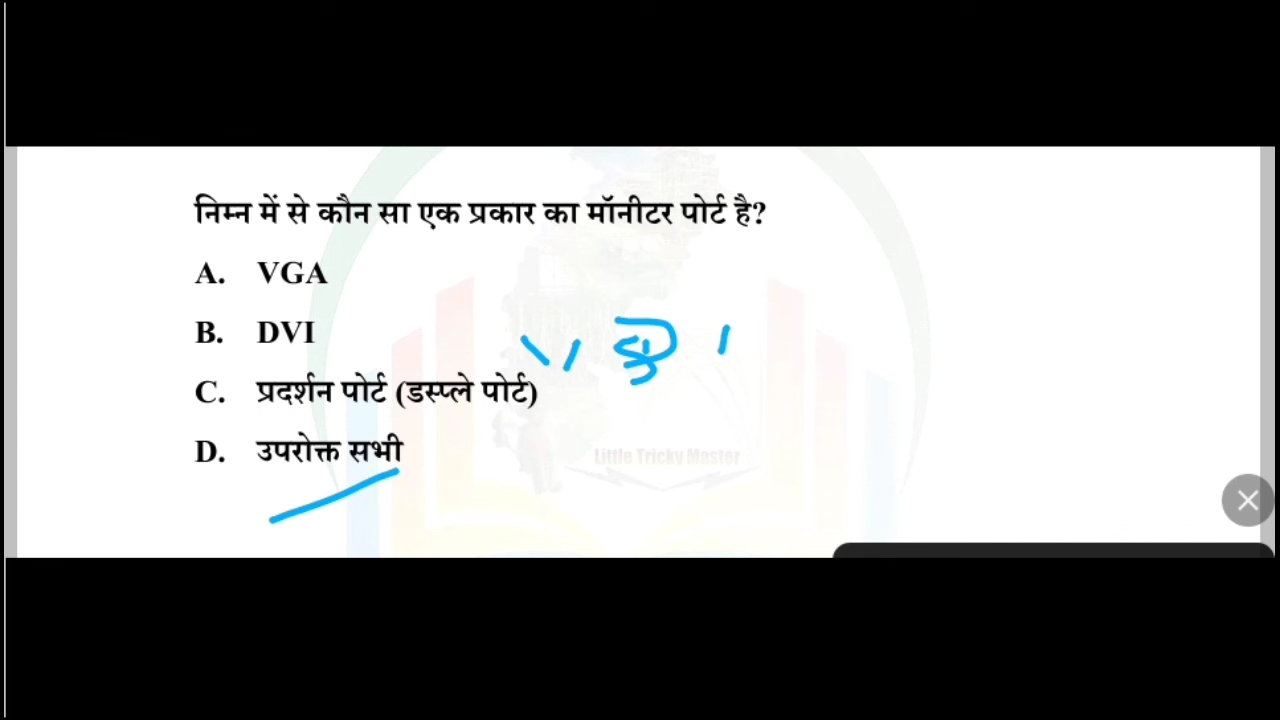 निम्न में से कौन सा एक प्रकार का मॉनीटर पोर्ट है?
A. VGA
B. DVI
C. प्रदर्शन पोर्ट (डस्प्ले पोर्ट)
D. उपरोक्त सभी
Little Tricky Master